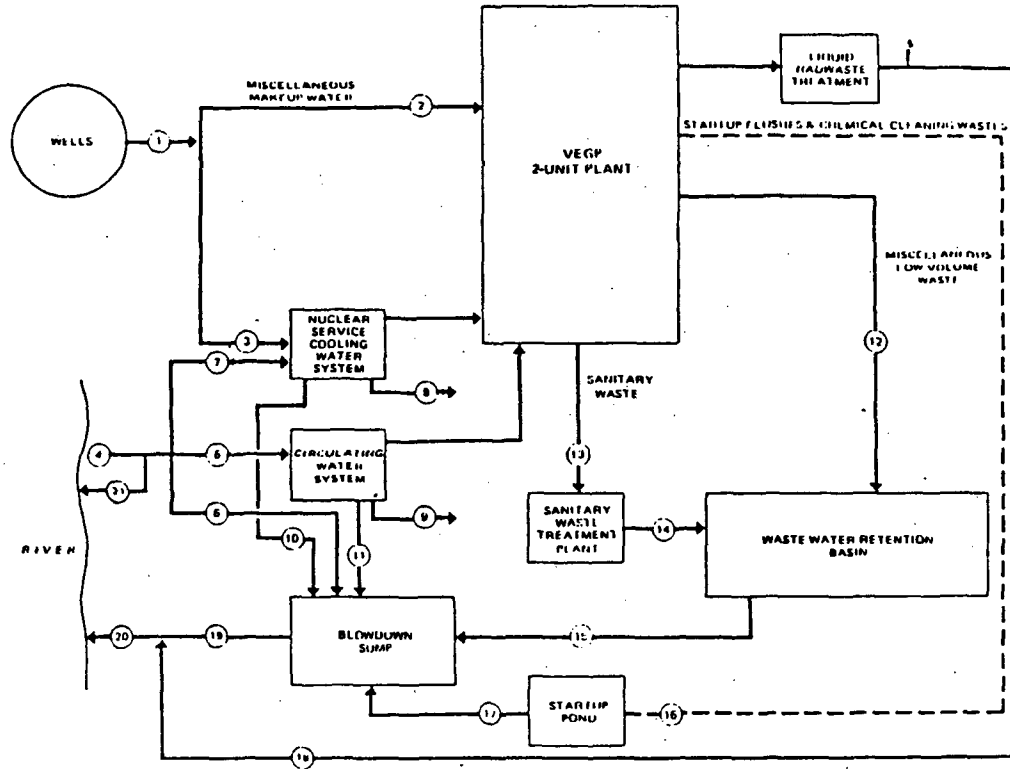 LIQUID
RADWASTE
TREATMENT
MISCELLANEOUS
MAKEUP WATER
2
WELLS
1
STARTUP FLUSHES & CHEMICAL CLEANING WASTES
VEGP
2-UNIT PLANT
MISCELLANEOUS
LOW VOLUME
WASTE
NUCLEAR
SERVICE
COOLING
WATER
SYSTEM
3
7
12
8
SANITARY
WASTE
4
5
CIRCULATING
WATER
SYSTEM
13
21
6
9
SANITARY
WASTE
TREATMENT
PLANT
14
WASTE WATER RETENTION
BASIN
RIVER
10
11
20
19
BLOWDOWN
SUMP
15
17
STARTUP
POND
16
18